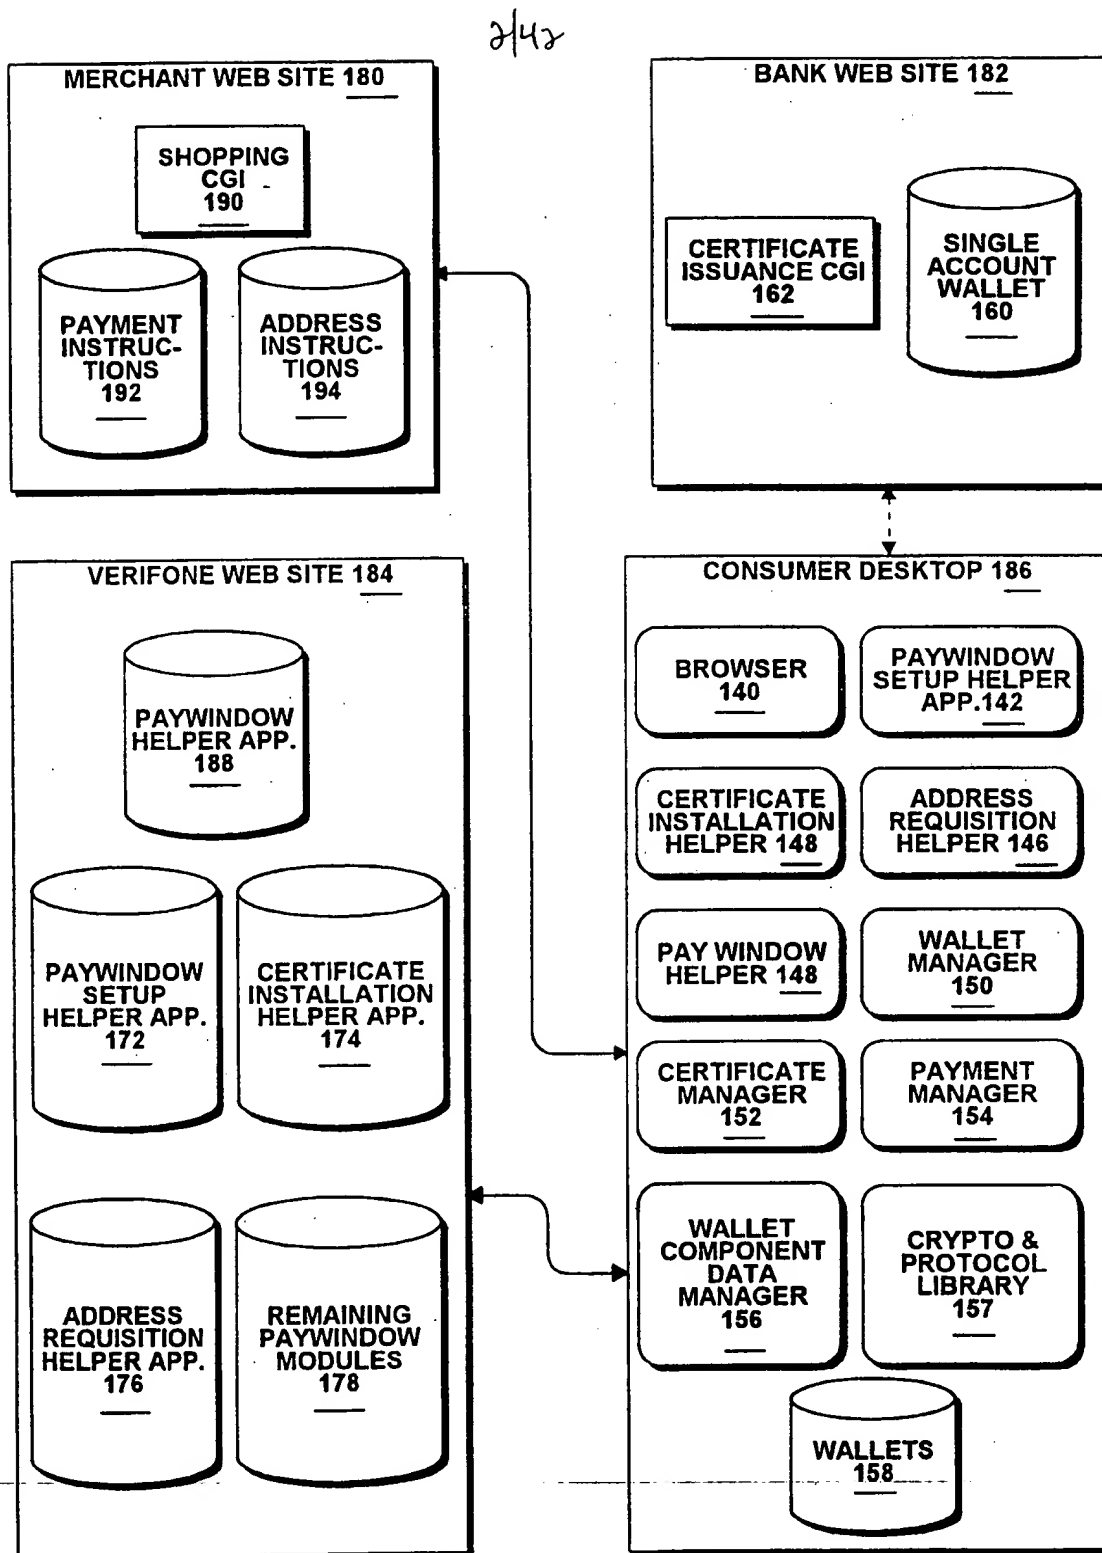 2/42
MERCHANT WEB SITE 180
SHOPPING
CGI
190
PAYMENT
INSTRUC-
TIONS
192
ADDRESS
INSTRUC-
TIONS
194
BANK WEB SITE 182
CERTIFICATE
ISSUANCE CGI
162
SINGLE
ACCOUNT
WALLET
160
VERIFONE WEB SITE 184
PAYWINDOW
HELPER APP.
188
PAYWINDOW
SETUP
HELPER APP.
172
CERTIFICATE
INSTALLATION
HELPER APP.
174
ADDRESS
REQUISITION
HELPER APP.
176
REMAINING
PAYWINDOW
MODULES
178
CONSUMER DESKTOP 186
BROWSER
140
PAYWINDOW
SETUP HELPER
APP.142
CERTIFICATE
INSTALLATION
HELPER 148
ADDRESS
REQUISITION
HELPER 146
PAY WINDOW
HELPER 148
WALLET
MANAGER
150
CERTIFICATE
MANAGER
152
PAYMENT
MANAGER
154
WALLET
COMPONENT
DATA
MANAGER
156
CRYPTO &
PROTOCOL
LIBRARY
157
WALLETS
158